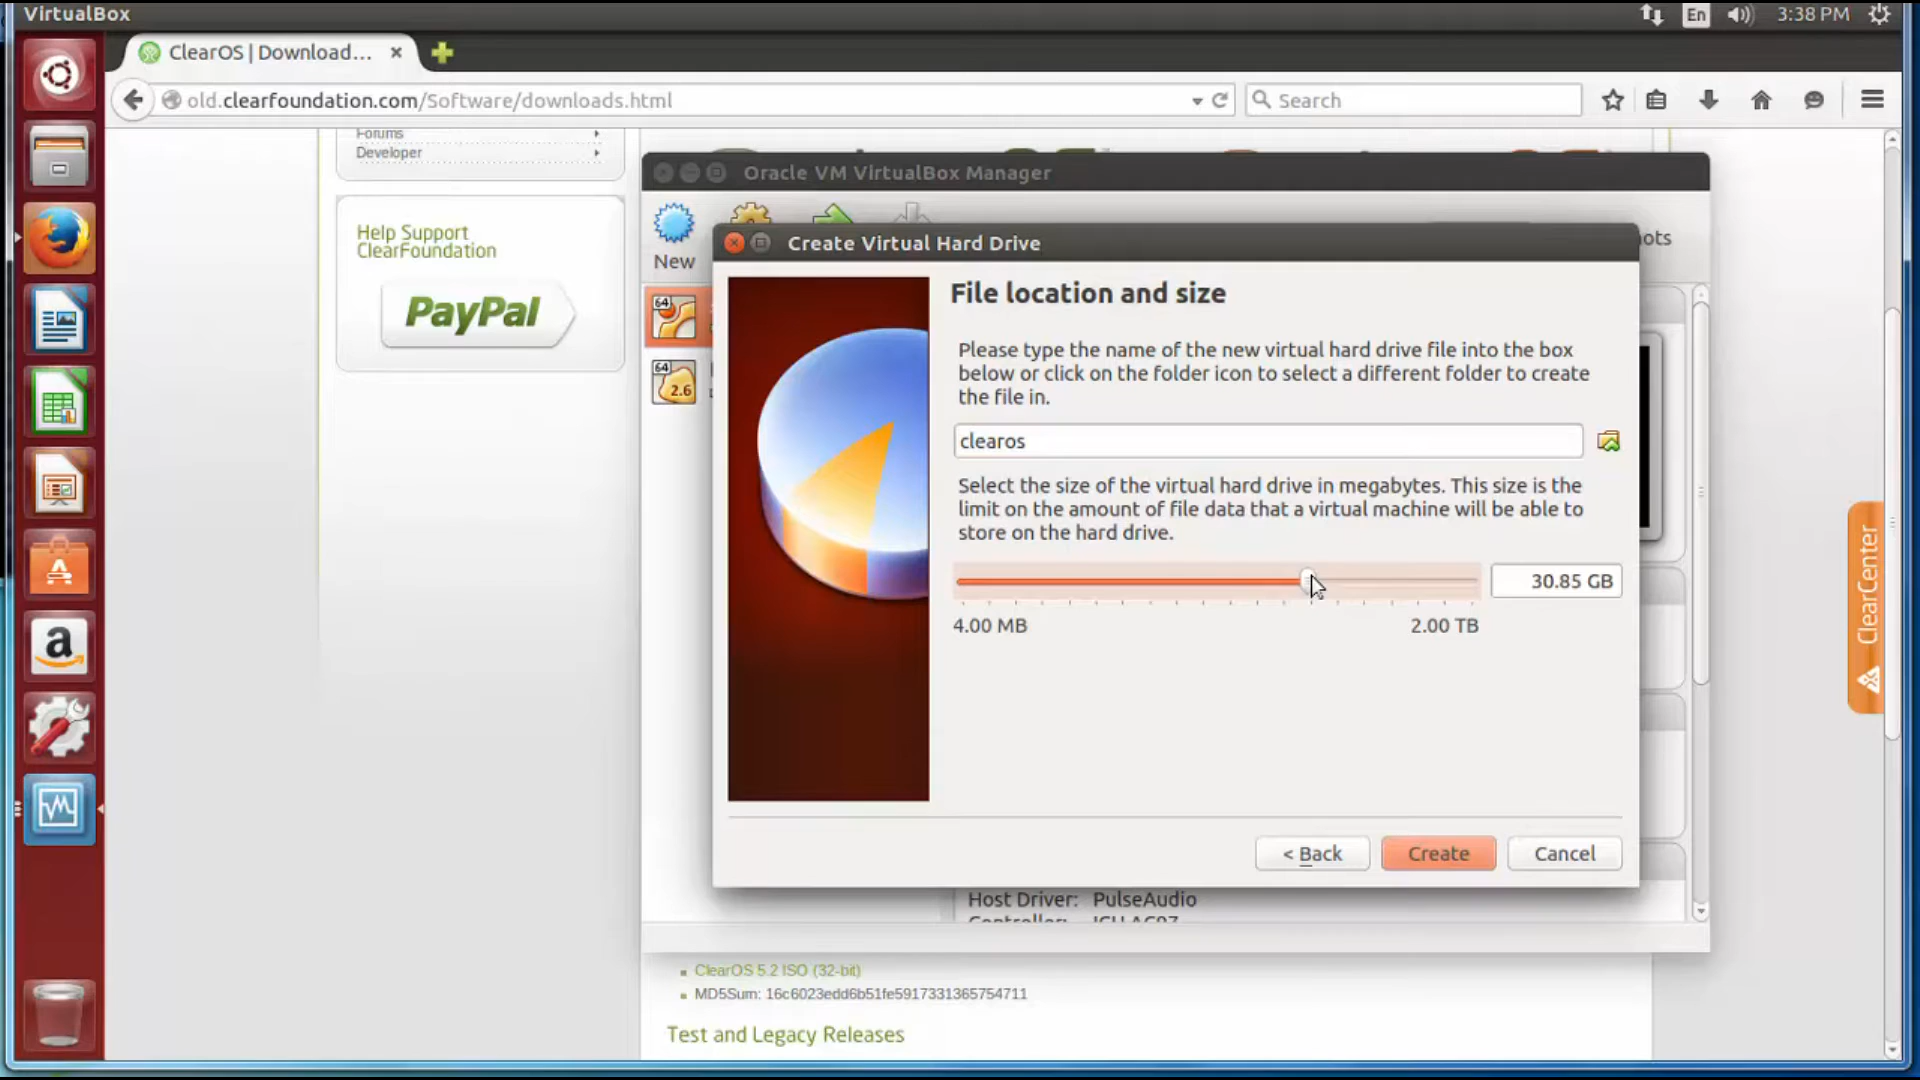 VirtualBox
En
3:38 PM
ClearOS | Download...
old.clearfoundation.com/Software/downloads.html
Search
Forums
Developer
Help Support
ClearFoundation
PayPal
Oracle VM VirtualBox Manager
New
ots
64
64
2.6
Create Virtual Hard Drive
File location and size
Please type the name of the new virtual hard drive file into the box
below or click on the folder icon to select a different folder to create
the file in.
clearos
Select the size of the virtual hard drive in megabytes. This size is the
limit on the amount of file data that a virtual machine will be able to
store on the hard drive.
30.85 GB
4.00 MB
2.00 TB
< Back
Create
Cancel
Host Driver: PulseAudio
ClearCenter
ClearOS 5.2 ISO (32-bit)
MD5Sum: 16c6023edd6b51fe5917331365754711
Test and Legacy Releases